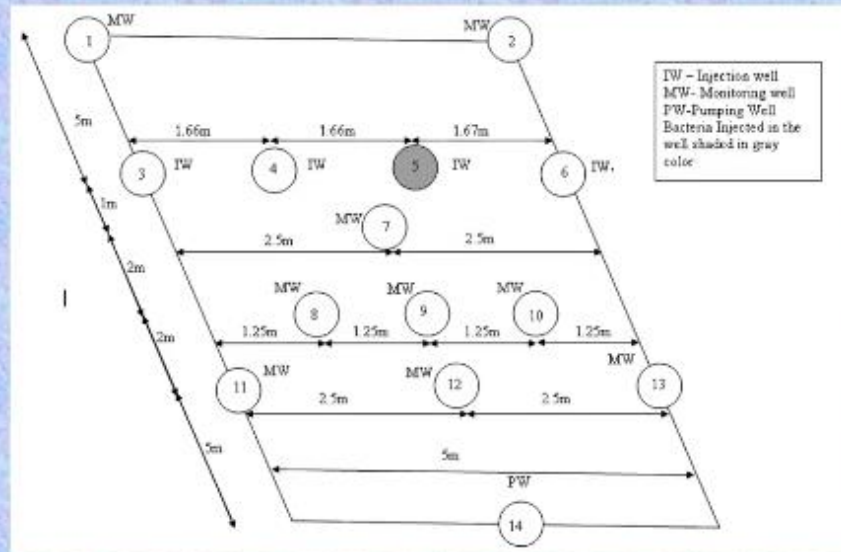 MW
MW
1
2
IW – Injection well
MW- Monitoring well
PW-Pumping Well
Bacteria Injected in the
well shaded in gray
color
5m
1.66m
1.66m
1.67m
3
IW
4
IW
5
IW
6
IW.
1m
MW
7
2.5m
2.5m
2m
MW
MW
MW
8
9
10
1.25m
1.25m
1.25m
1.25m
2m
11
MW
MW
12
MW
13
2.5m
2.5m
5m
5m
PW
14